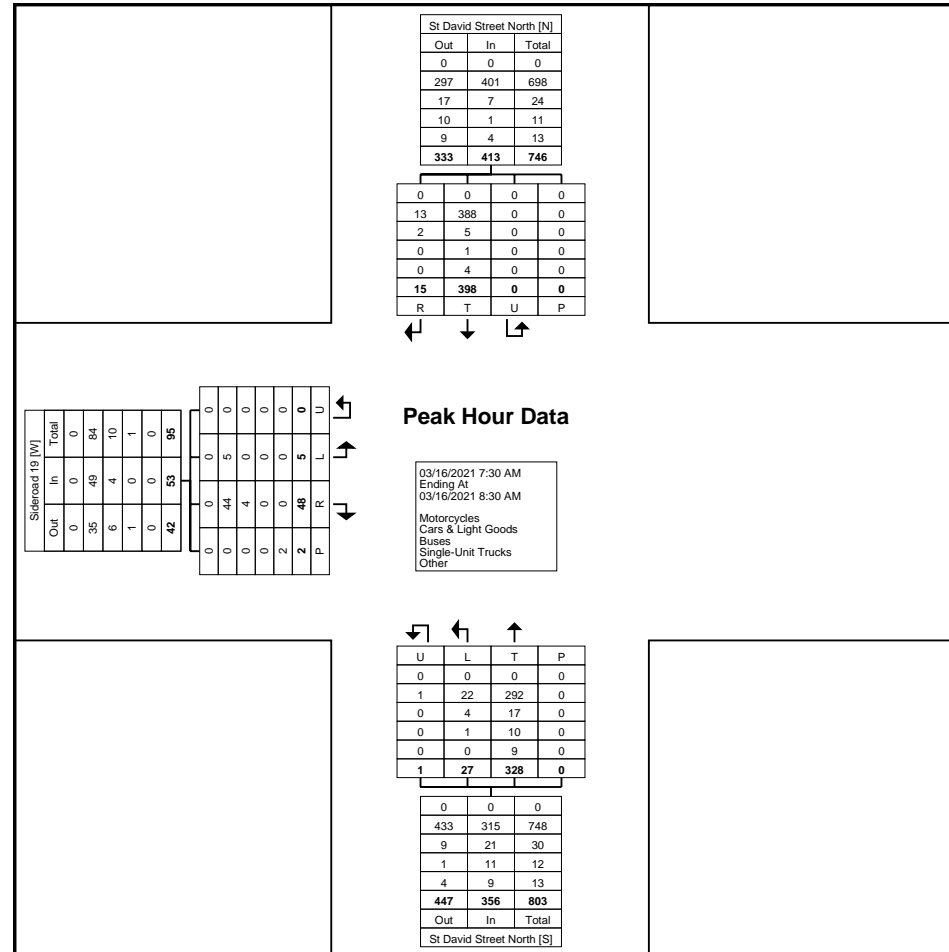 St David Street North [N]
Out In Total
0 0 0
297 401 698
17 7 24
10 1 11
9 4 13
333 413 746
0 0 0 0
13 388 0 0
2 5 0 0
0 1 0 0
0 4 0 0
15 398 0 0
R T U P
Sideroad 19 [W]
Out In Total
0 0 0
35 49 84
6 4 10
1 0 1
0 0 0
42 53 95
0 0 0 0
0 44 5 0
0 4 0 0
0 0 0 0
2 0 0 0
2 48 5 0
P R L U
Peak Hour Data
03/16/2021 7:30 AM
Ending At
03/16/2021 8:30 AM
Motorcycles
Cars & Light Goods
Buses
Single-Unit Trucks
Other
U L T P
0 0 0 0
1 22 292 0
0 4 17 0
0 1 10 0
0 0 9 0
1 27 328 0
0 0 0
433 315 748
9 21 30
1 11 12
4 9 13
447 356 803
Out In Total
St David Street North [S]